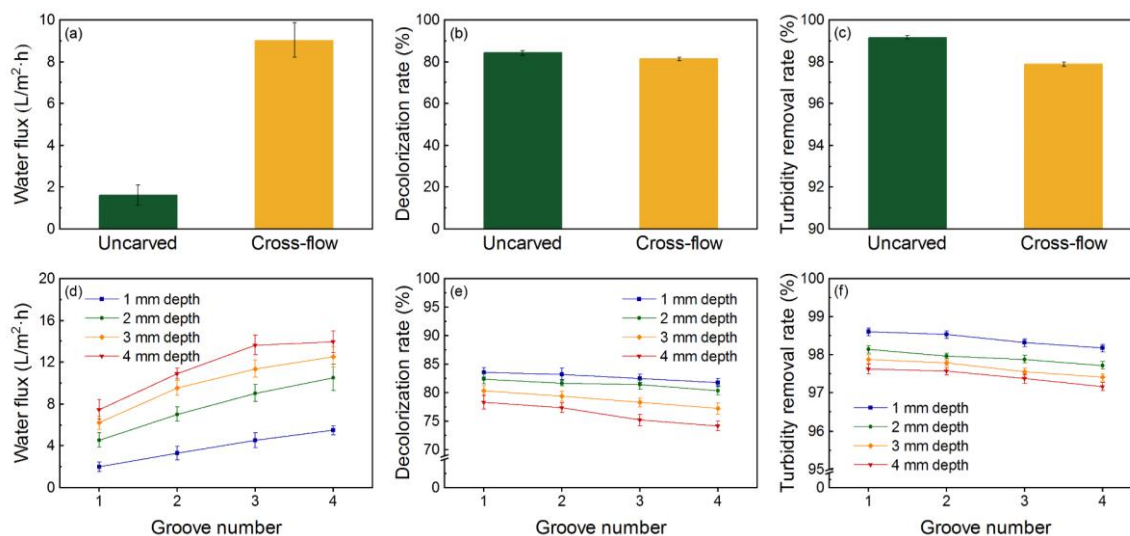 (a)
Water flux (L/m²·h)
10
8
6
4
2
0
Uncarved
Cross-flow
(b)
Decolorization rate (%)
100
80
60
40
20
0
Uncarved
Cross-flow
(c)
Turbidity removal rate (%)
100
98
96
94
92
90
Uncarved
Cross-flow
(d)
Water flux (L/m²·h)
20
16
12
8
4
0
1 mm depth
2 mm depth
3 mm depth
4 mm depth
1
2
3
4
Groove number
(e)
Decolorization rate (%)
100
95
90
85
80
75
70
0
1 mm depth
2 mm depth
3 mm depth
4 mm depth
1
2
3
4
Groove number
(f)
Turbidity removal rate (%)
100
99
98
97
96
95
0
1 mm depth
2 mm depth
3 mm depth
4 mm depth
1
2
3
4
Groove number